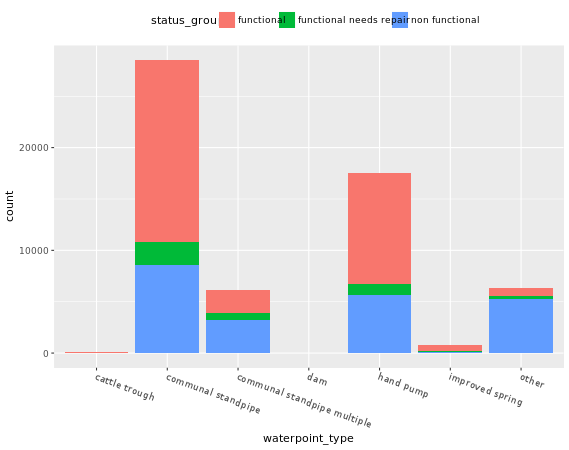 status_grou functional functional needs repair non functional
count
20000
10000
0
cattle trough
communal standpipe
communal standpipe multiple
dam
hand pump
improved spring
other
waterpoint_type